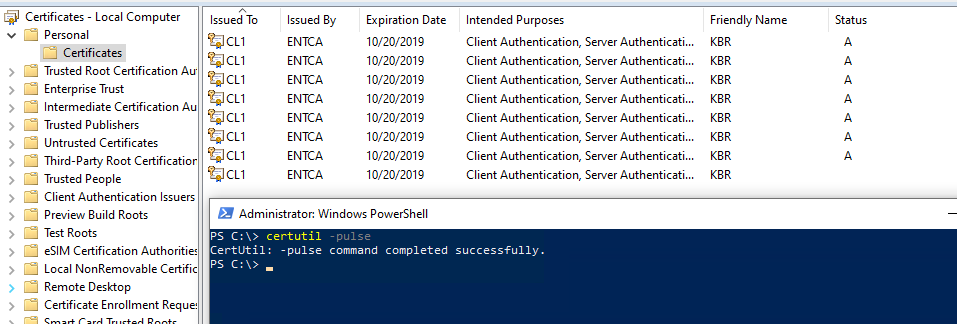 Certificates - Local Computer
Personal
Certificates
Trusted Root Certification Au
Enterprise Trust
Intermediate Certification Au
Trusted Publishers
Untrusted Certificates
Third-Party Root Certification
Trusted People
Client Authentication Issuers
Preview Build Roots
Test Roots
eSIM Certification Authorities
Local NonRemovable Certific
Remote Desktop
Certificate Enrollment Reque
Smart Card Trusted Roots
Issued To Issued By Expiration Date Intended Purposes Friendly Name Status
CL1 ENTCA 10/20/2019 Client Authentication, Server Authenticati... KBR A
CL1 ENTCA 10/20/2019 Client Authentication, Server Authenticati... KBR A
CL1 ENTCA 10/20/2019 Client Authentication, Server Authenticati... KBR A
CL1 ENTCA 10/20/2019 Client Authentication, Server Authenticati... KBR A
CL1 ENTCA 10/20/2019 Client Authentication, Server Authenticati... KBR A
CL1 ENTCA 10/20/2019 Client Authentication, Server Authenticati... KBR A
CL1 ENTCA 10/20/2019 Client Authentication, Server Authenticati... KBR A
CL1 ENTCA 10/20/2019 Client Authentication, Server Authenticati... KBR
Administrator: Windows PowerShell
PS C:\> certutil -pulse
CertUtil: -pulse command completed successfully.
PS C:\>